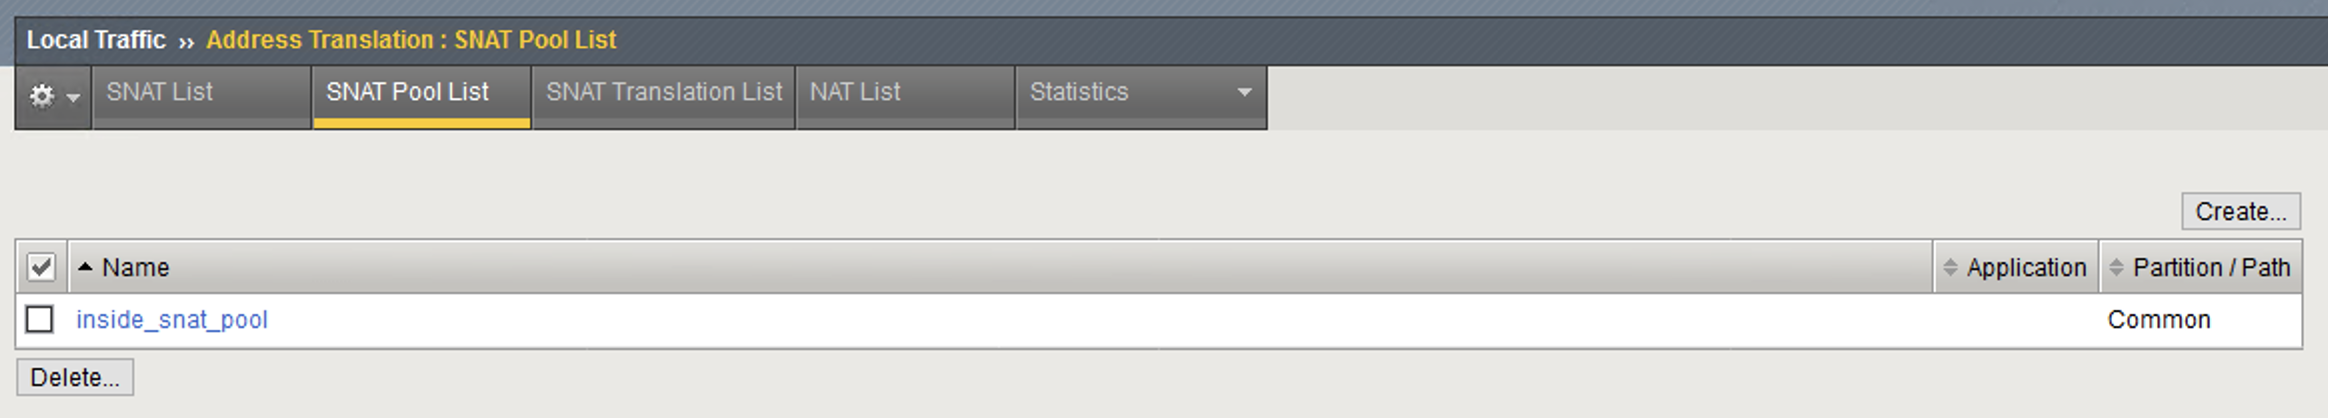 Local Traffic ›› Address Translation : SNAT Pool List
SNAT List SNAT Pool List SNAT Translation List NAT List Statistics
Create...
Name Application Partition / Path
inside_snat_pool Common
Delete...